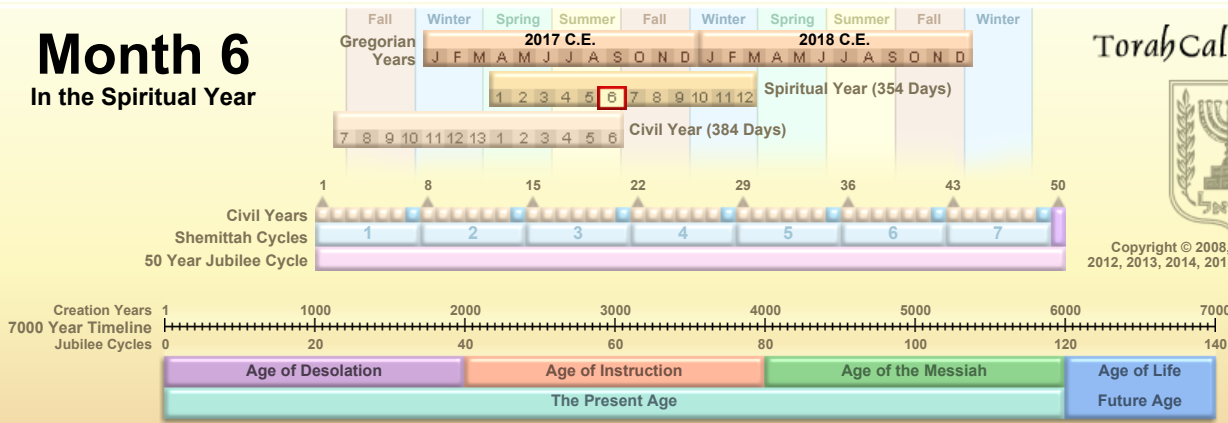 Fall Winter Spring Summer Fall Winter Spring Summer Fall Winter
Month 6
In the Spiritual Year
Gregorian Years
2017 C.E. 2018 C.E.
J F M A M J J A S O N D J F M A M J J A S O N D
1 2 3 4 5 6 7 8 9 10 11 12
Spiritual Year (354 Days)
7 8 9 10 11 12 13 1 2 3 4 5 6
Civil Year (384 Days)
Torah Cal
1 8 15 22 29 36 43 50
Civil Years
Shemittah Cycles 1 2 3 4 5 6 7
50 Year Jubilee Cycle
Copyright © 2008,
2012, 2013, 2014, 201
Creation Years 1 1000 2000 3000 4000 5000 6000 7000
7000 Year Timeline
Jubilee Cycles 0 20 40 60 80 100 120 140
Age of Desolation Age of Instruction Age of the Messiah Age of Life
The Present Age Future Age